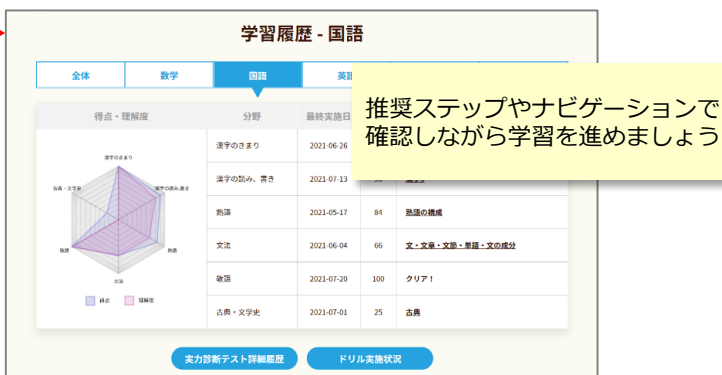 学習履歴 - 国語
全体 数学 国語 英語
推奨ステップやナビゲーションで
確認しながら学習を進めましょう
得点・理解度 分野 最終実施日
漢字のきまり 2021-06-26
漢字の読み、書き 2021-07-13
熟語 2021-05-17 84 熟語の構成
文法 2021-06-04 66 文・文章・文節・単語・文の成分
敬語 2021-07-20 100 クリア！
古典・文学史 2021-07-01 25 古典
漢字のきまり
漢字の読み,書き
熟語
文法
敬語
古典・文学史
得点 理解度
実力診断テスト詳細履歴 ドリル実施状況